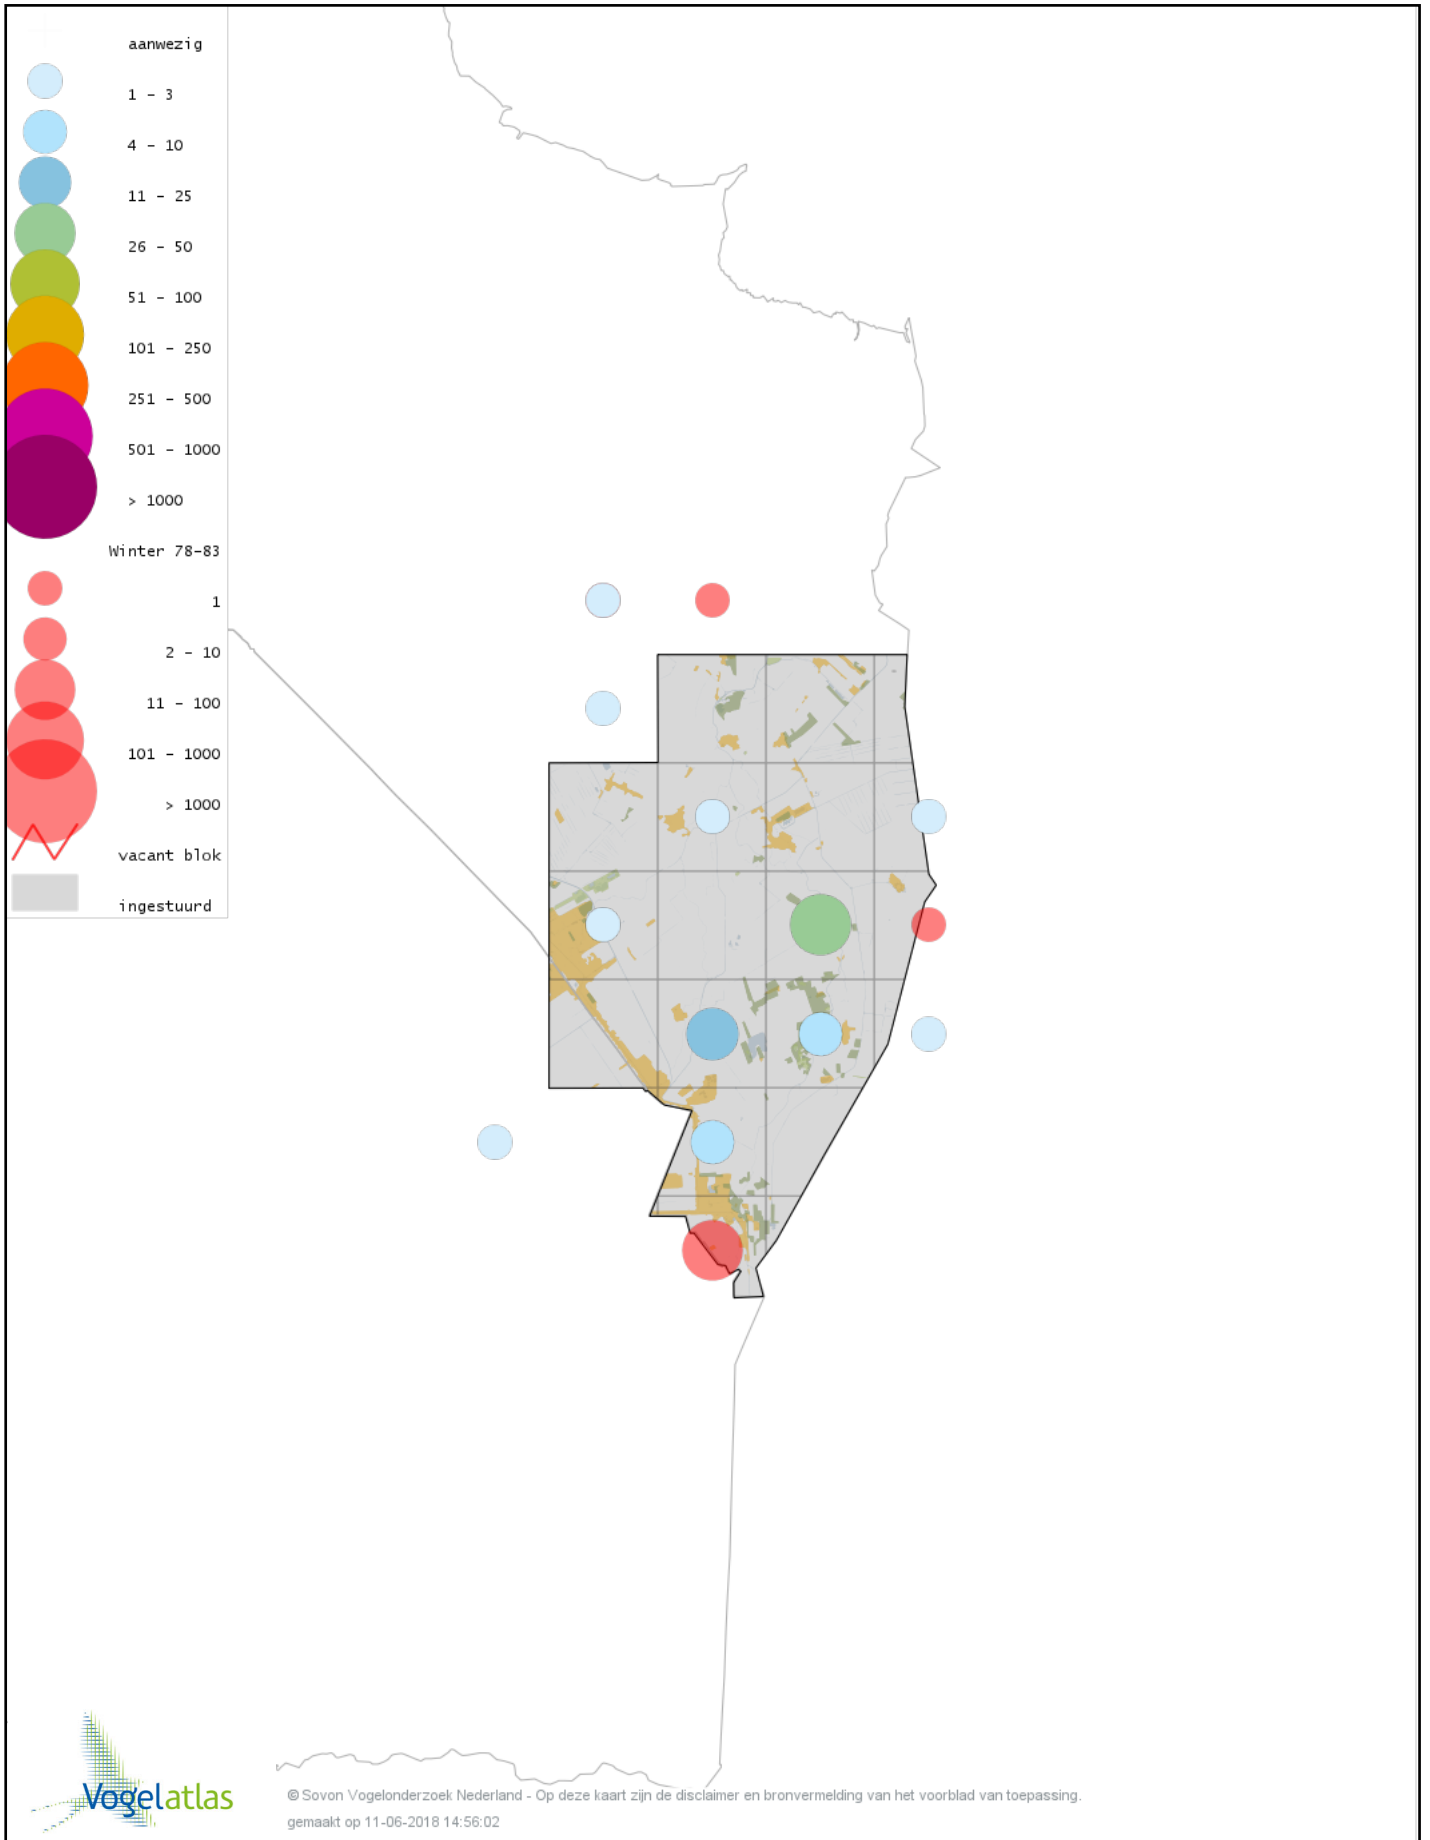 aanwezig
1 – 3
4 – 10
11 – 25
26 – 50
51 – 100
101 – 250
251 – 500
501 – 1000
> 1000
Winter 78–83
1
2 – 10
11 – 100
101 – 1000
> 1000
vacant blok
ingestuurd
Vogelatlas
© Sovon Vogelonderzoek Nederland - Op deze kaart zijn de disclaimer en bronvermelding van het voorblad van toepassing.
gemaakt op 11-06-2018 14:56:02